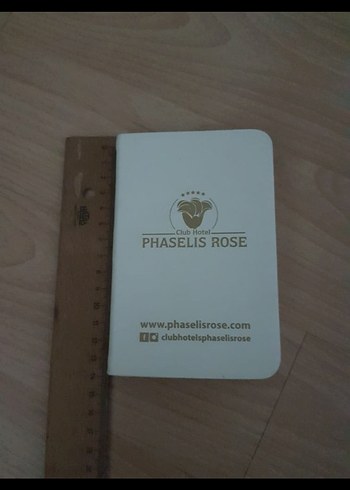 Club Hotel
PHASELIS ROSE
www.phaselisrose.com
clubhotelsphaselisrose